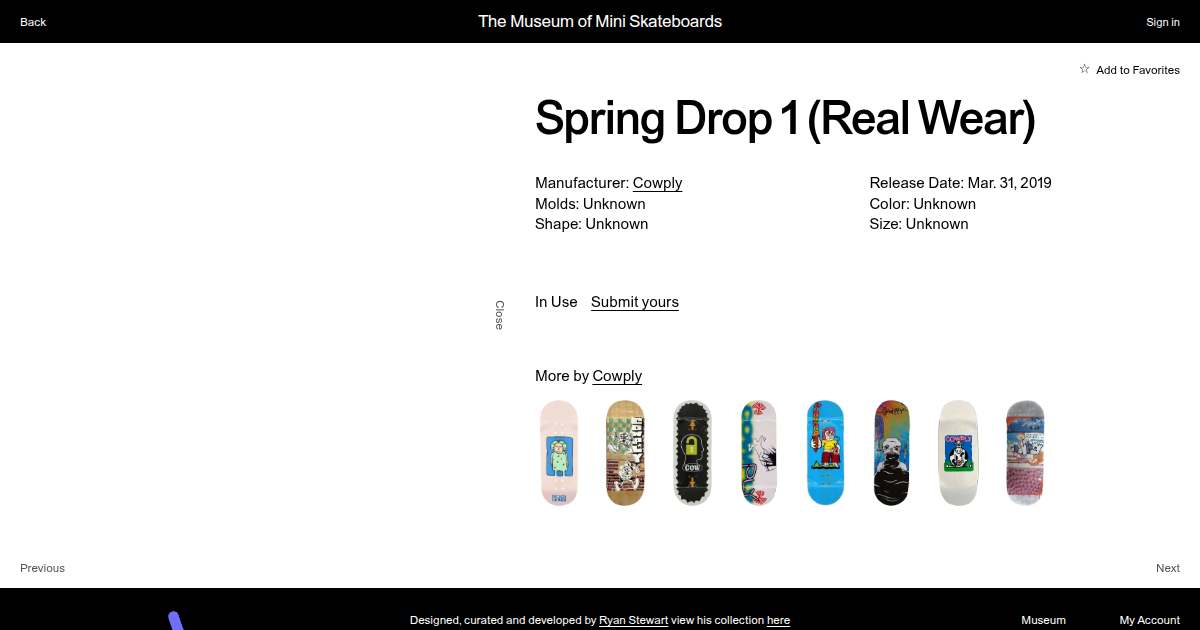 Back
The Museum of Mini Skateboards
Sign in
☆ Add to Favorites
Spring Drop 1 (Real Wear)
Manufacturer: Cowply
Molds: Unknown
Shape: Unknown
Release Date: Mar. 31, 2019
Color: Unknown
Size: Unknown
Close
In Use Submit yours
More by Cowply
COW
COWPLY
Previous
Next
Designed, curated and developed by Ryan Stewart view his collection here
Museum
My Account